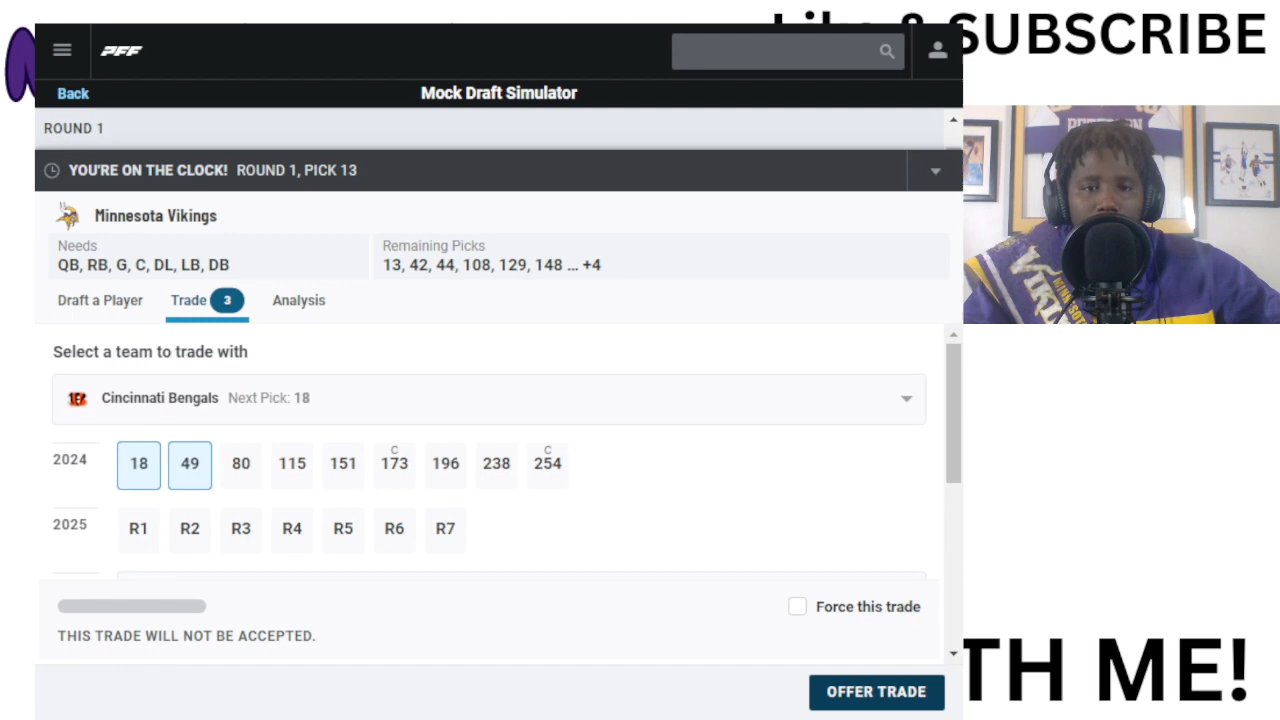 & SUBSCRIBE
PFF
Back
Mock Draft Simulator
ROUND 1
YOU'RE ON THE CLOCK! ROUND 1, PICK 13
Minnesota Vikings
Needs
QB, RB, G, C, DL, LB, DB
Remaining Picks
13, 42, 44, 108, 129, 148 ... +4
Draft a Player
Trade 3
Analysis
Select a team to trade with
Cincinnati Bengals Next Pick: 18
2024
18 49 80 115 151 C 173 196 238 C 254
2025
R1 R2 R3 R4 R5 R6 R7
Force this trade
THIS TRADE WILL NOT BE ACCEPTED.
OFFER TRADE
TH ME!